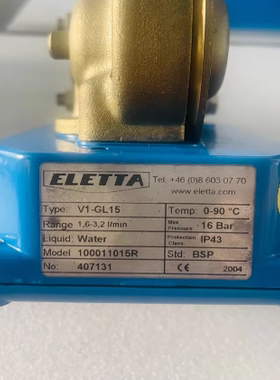 ELETTA
Tel. +46 (0)8 603 07 70
www.eletta.com
Type: V1-GL15
Temp: 0-90 °C
Range 1,6-3,2 l/min
Max. Pressure: 16 Bar
Liquid: Water
Protection Class: IP43
Model 100011015R
Std: BSP
No: 407131
CE 2004